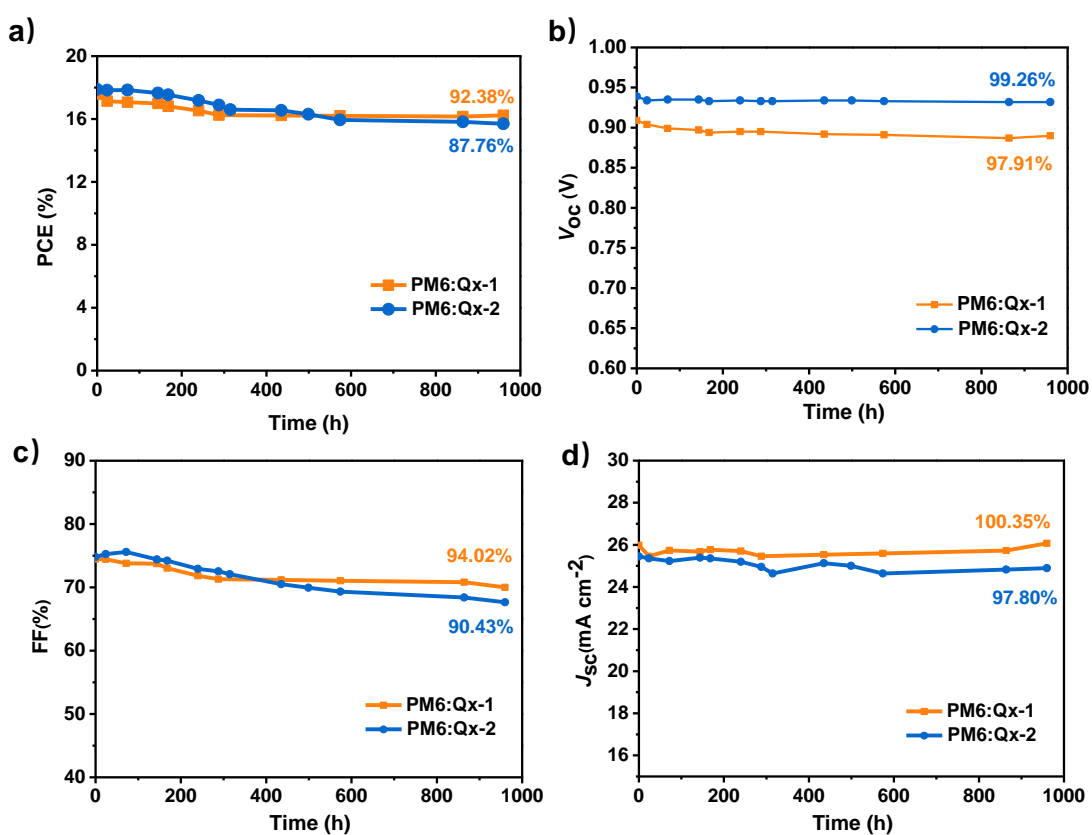 a)
20
16
12
8
4
0
PCE (%)
92.38%
87.76%
PM6:Qx-1
PM6:Qx-2
0 200 400 600 800 1000
Time (h)
b)
1.00
0.95
0.90
0.85
0.80
0.75
0.70
0.65
0.60
Voc (V)
99.26%
97.91%
PM6:Qx-1
PM6:Qx-2
0 200 400 600 800 1000
Time (h)
c)
90
80
70
60
50
40
FF(%)
94.02%
90.43%
PM6:Qx-1
PM6:Qx-2
0 200 400 600 800 1000
Time (h)
d)
30
28
26
24
22
20
18
16
Jsc(mA cm-2)
100.35%
97.80%
PM6:Qx-1
PM6:Qx-2
0 200 400 600 800 1000
Time (h)